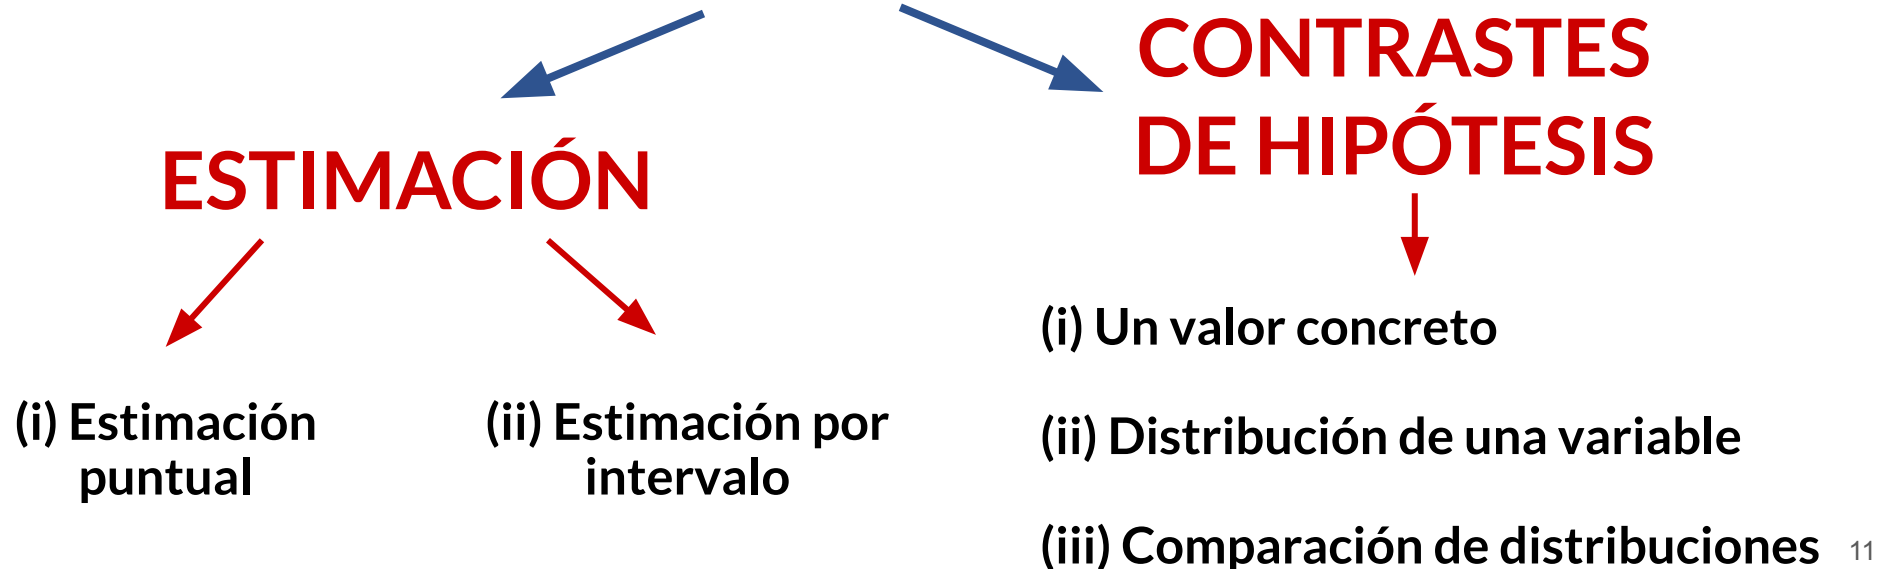 ESTIMACIÓN
(i) Estimación
puntual
(ii) Estimación por
intervalo
CONTRASTES
DE HIPÓTESIS
(i) Un valor concreto
(ii) Distribución de una variable
(iii) Comparación de distribuciones
11